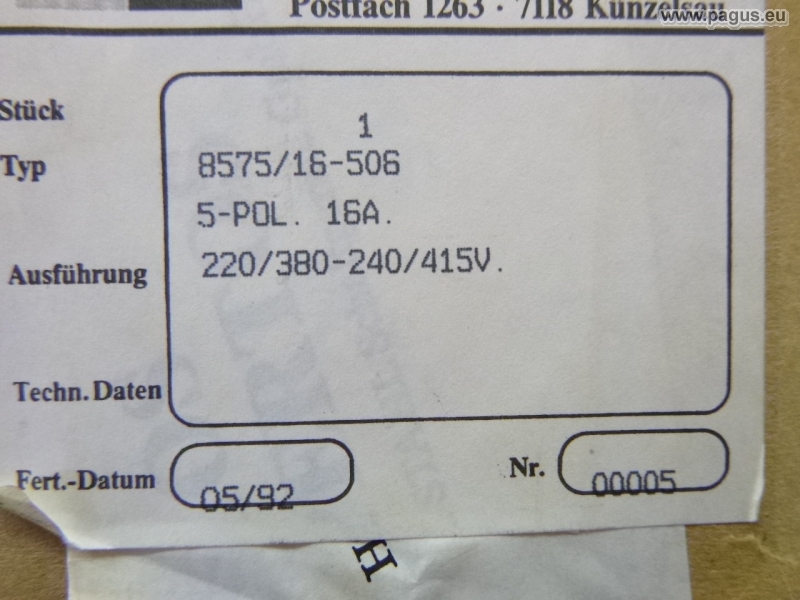 Postfach 1263 · 7118 Künzelsau
www.pagus.eu
Stück 1
Typ 8575/16-506
5-POL. 16A.
Ausführung 220/380-240/415V.
Techn. Daten
Fert.-Datum 05/92 Nr. 00005
H